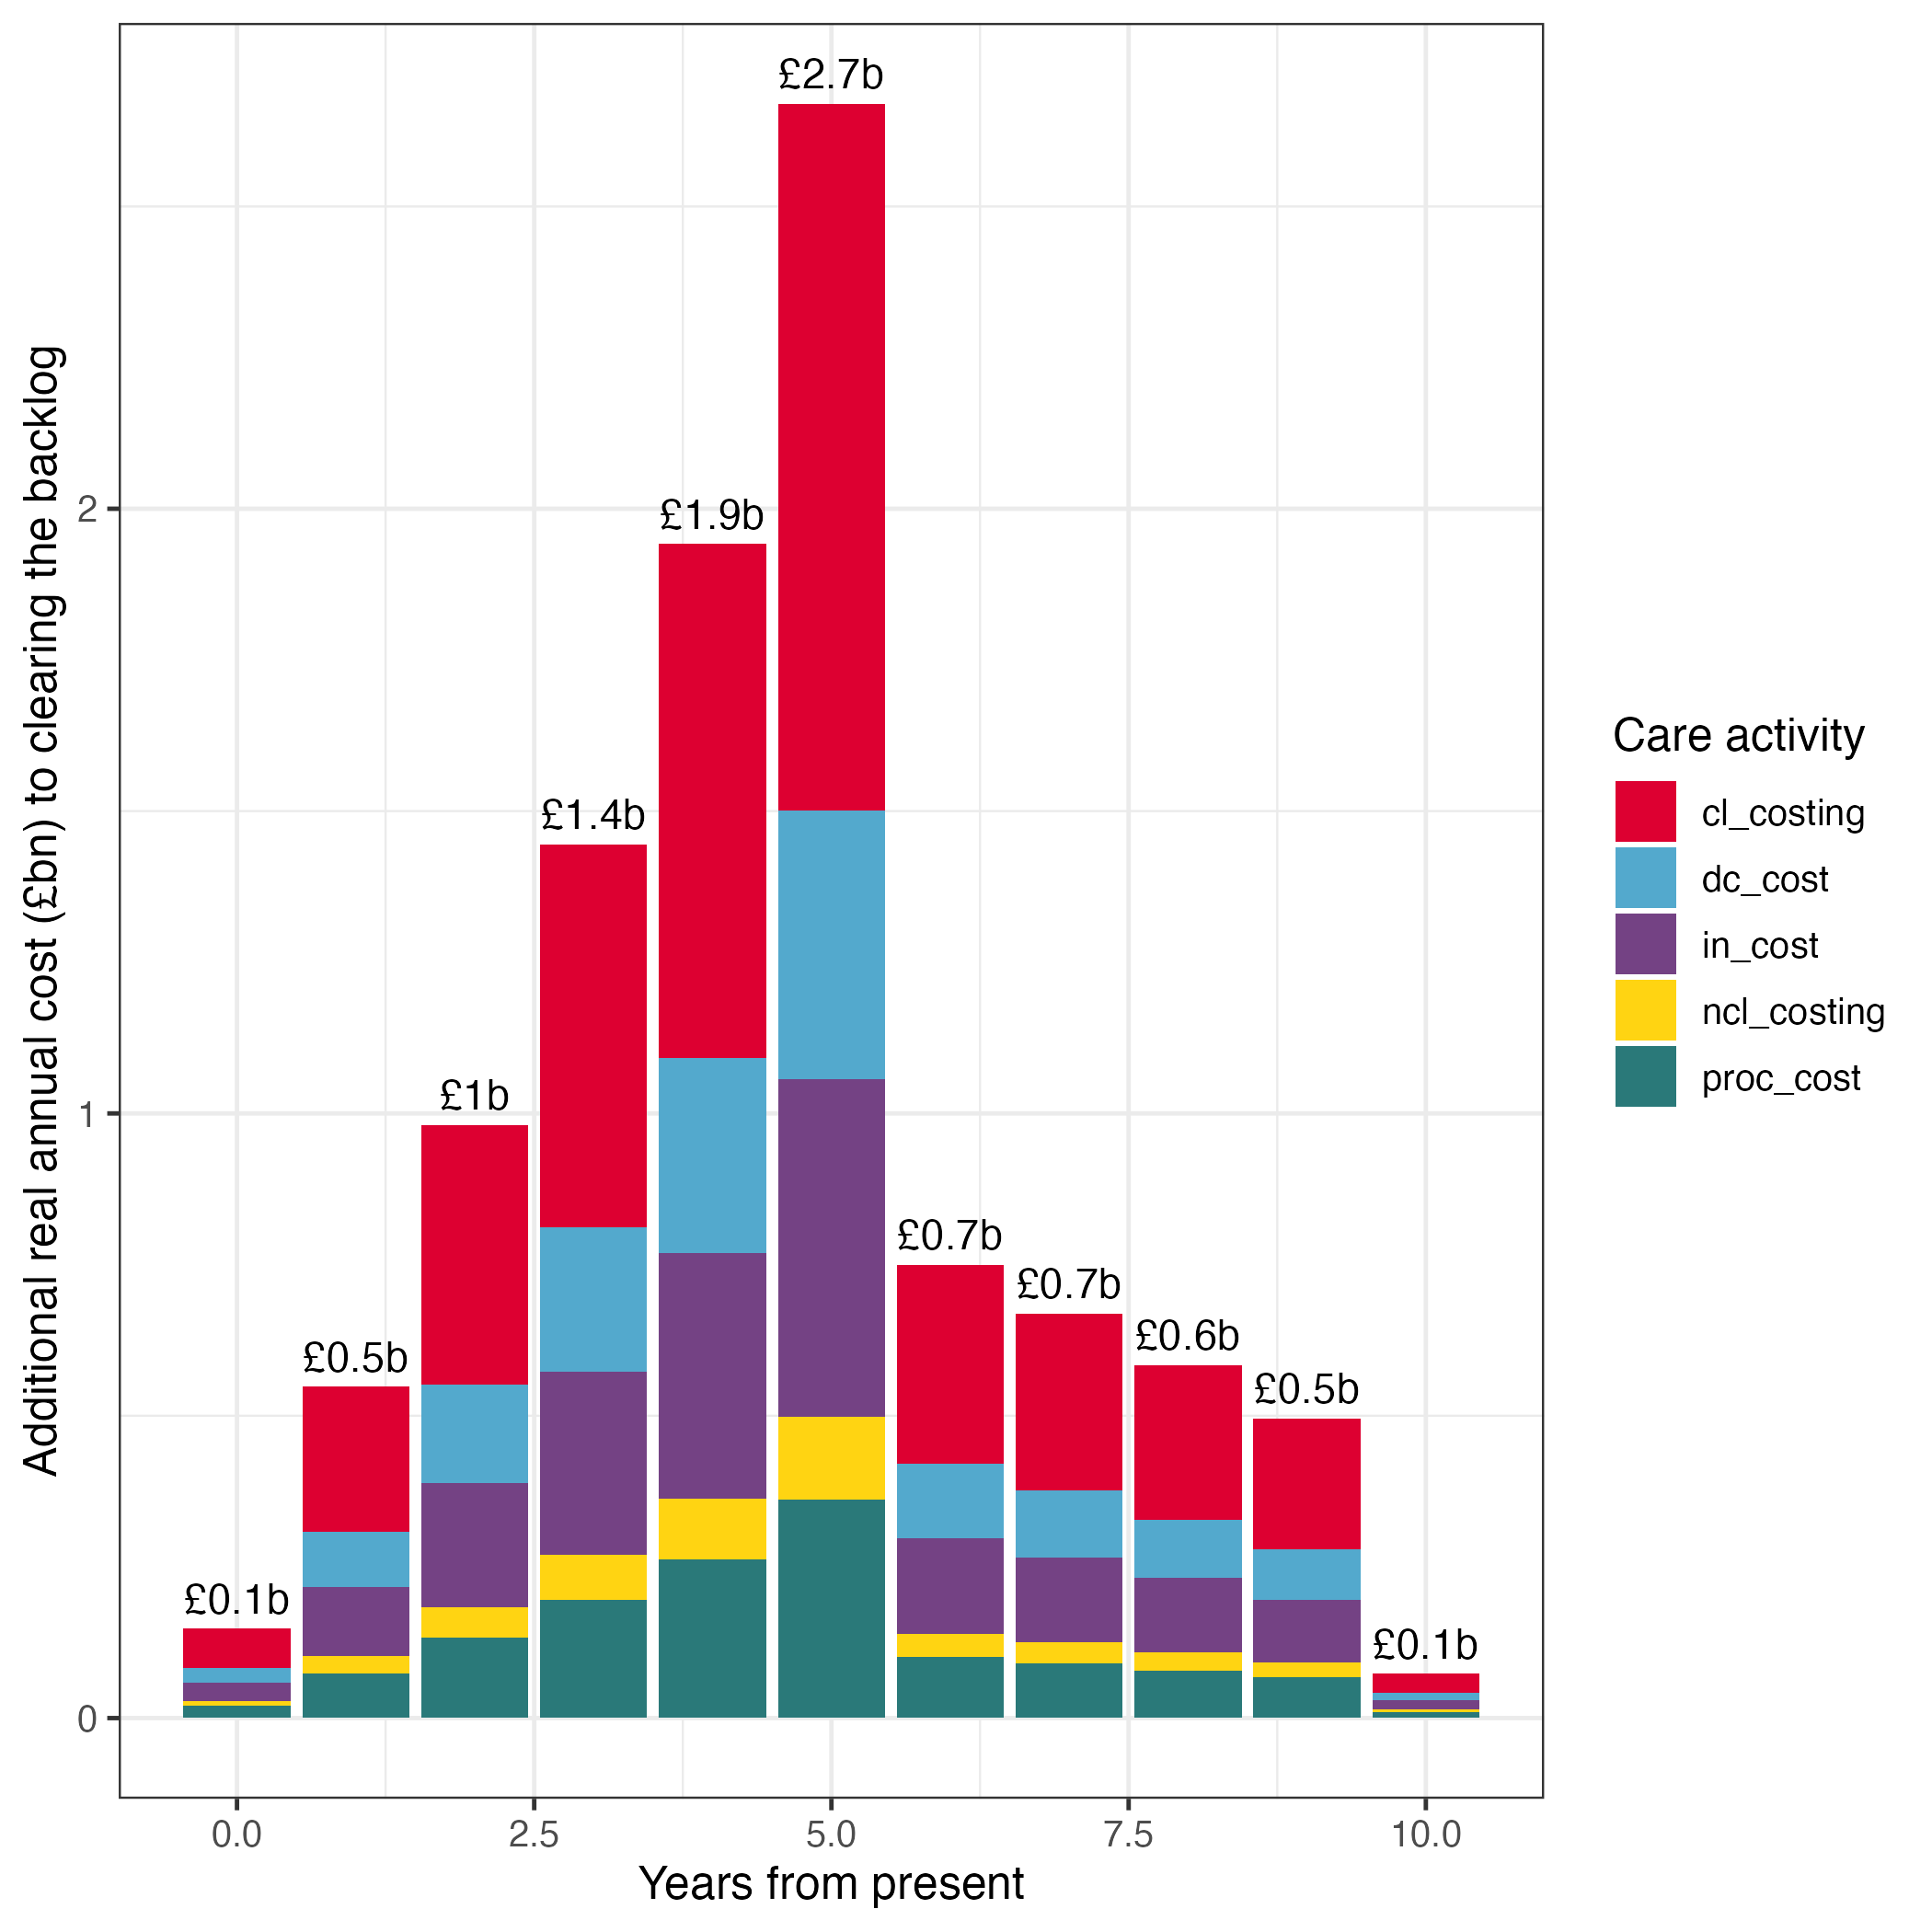 Additional real annual cost (£bn) to clearing the backlog
2
1
0
£0.1b
£0.5b
£1b
£1.4b
£1.9b
£2.7b
£0.7b
£0.7b
£0.6b
£0.5b
£0.1b
0.0
2.5
5.0
7.5
10.0
Years from present
Care activity
cl_costing
dc_cost
in_cost
ncl_costing
proc_cost